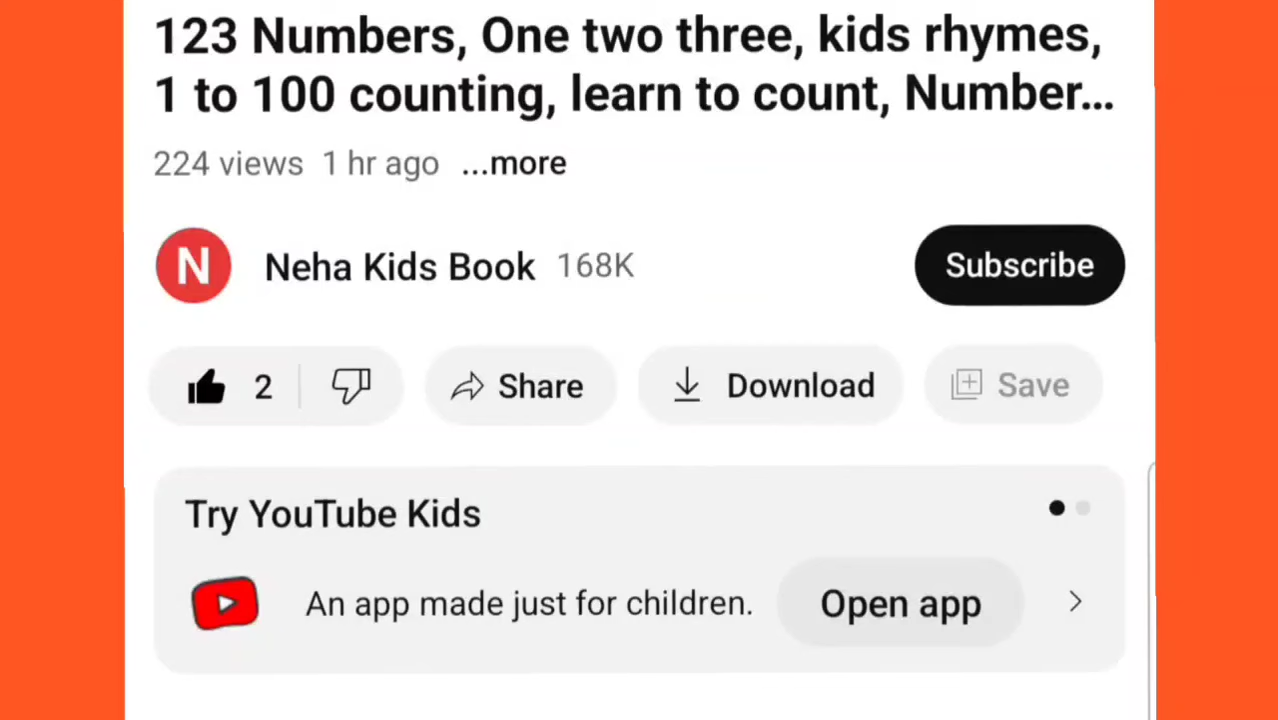 123 Numbers, One two three, kids rhymes,
1 to 100 counting, learn to count, Number...
224 views 1 hr ago ...more
N Neha Kids Book 168K Subscribe
2 Share Download Save
Try YouTube Kids
An app made just for children. Open app